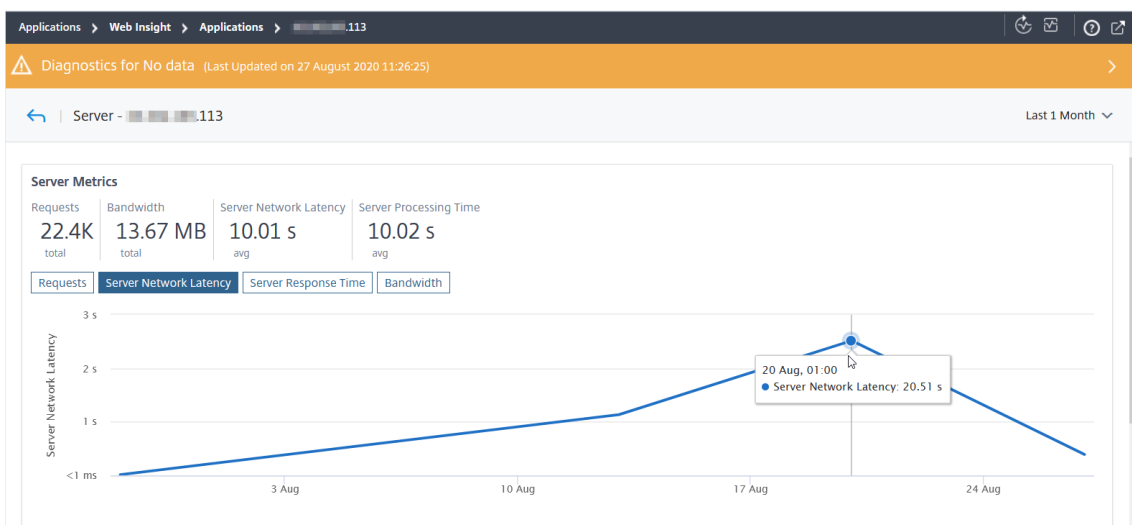 Applications > Web Insight > Applications > .113
Diagnostics for No data (Last Updated on 27 August 2020 11:26:25)
Server - .113
Last 1 Month
Server Metrics
Requests Bandwidth Server Network Latency Server Processing Time
22.4K 13.67 MB 10.01 s 10.02 s
total total avg avg
Requests Server Network Latency Server Response Time Bandwidth
Server Network Latency
3 s
2 s
1 s
<1 ms
20 Aug, 01:00
Server Network Latency: 20.51 s
3 Aug 10 Aug 17 Aug 24 Aug